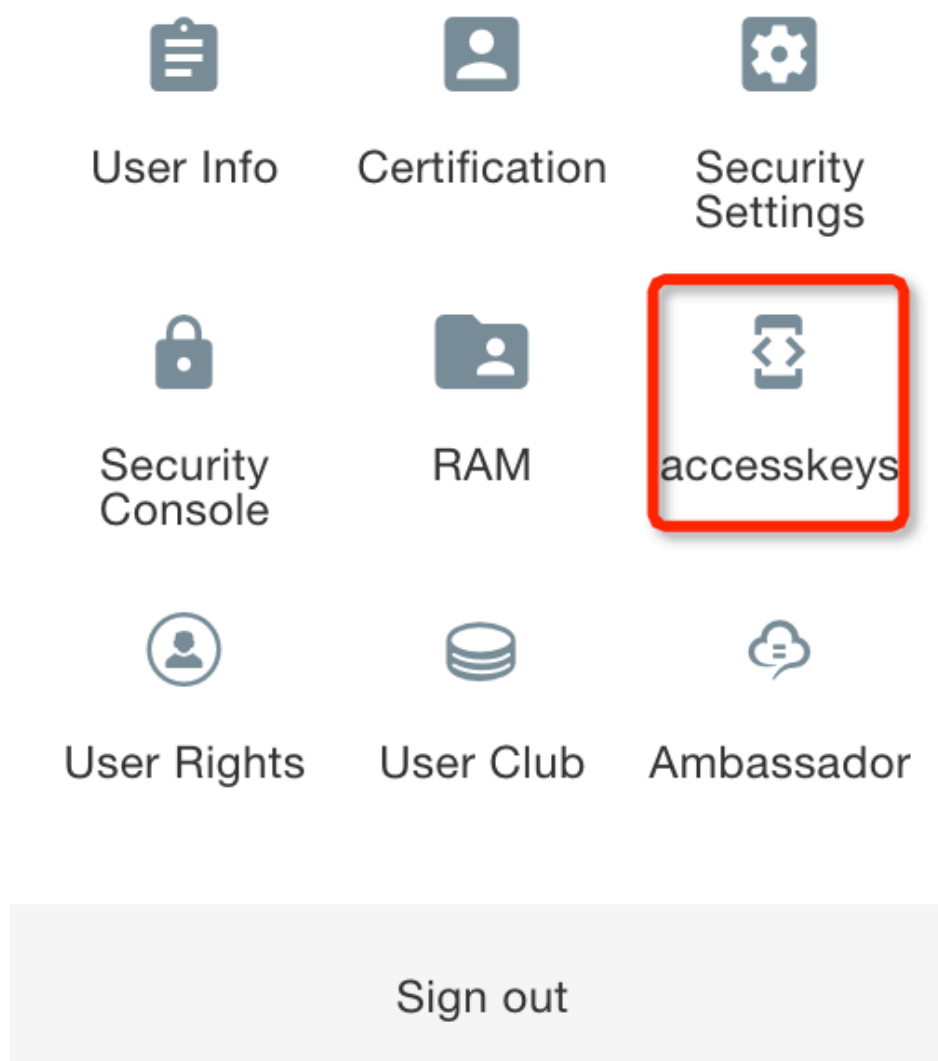 User Info
Certification
Security
Settings
Security
Console
RAM
accesskeys
User Rights
User Club
Ambassador
Sign out